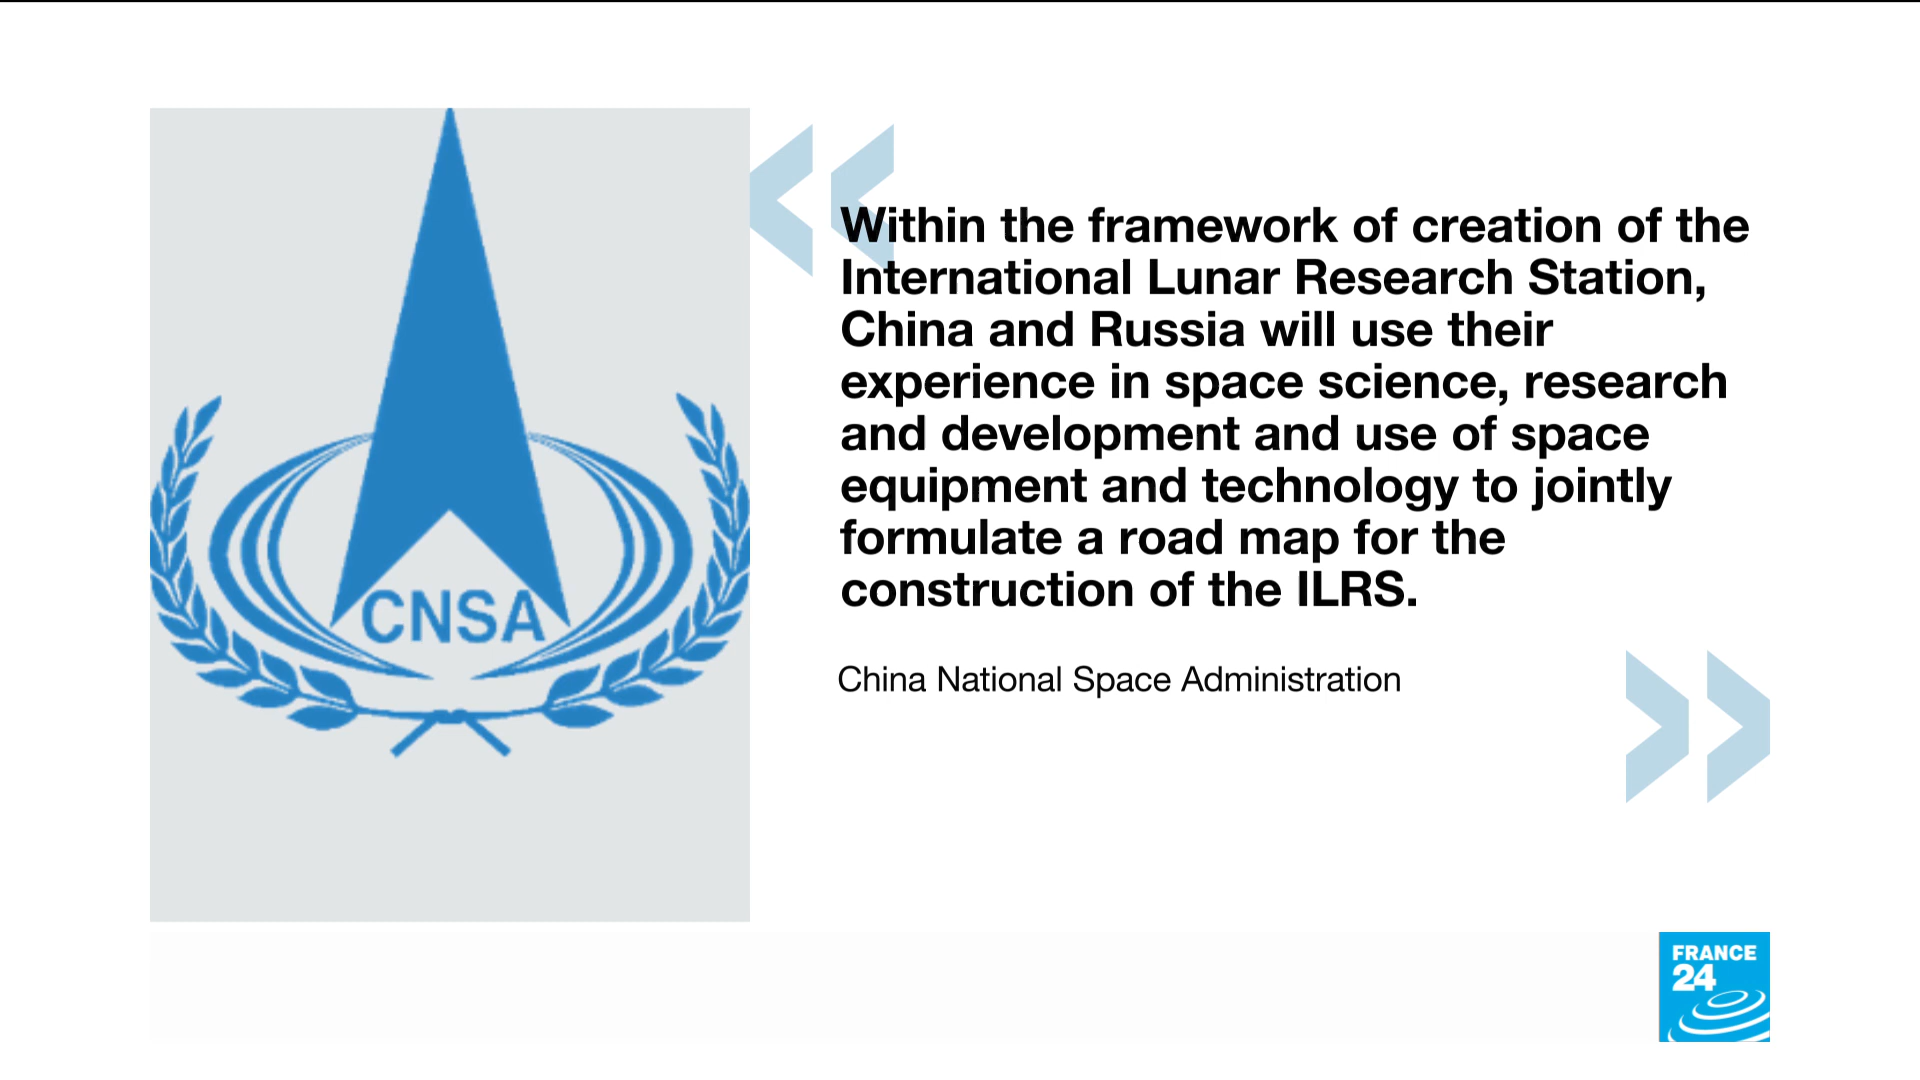 CNSA
Within the framework of creation of the
International Lunar Research Station,
China and Russia will use their
experience in space science, research
and development and use of space
equipment and technology to jointly
formulate a road map for the
construction of the ILRS.
China National Space Administration
FRANCE
24